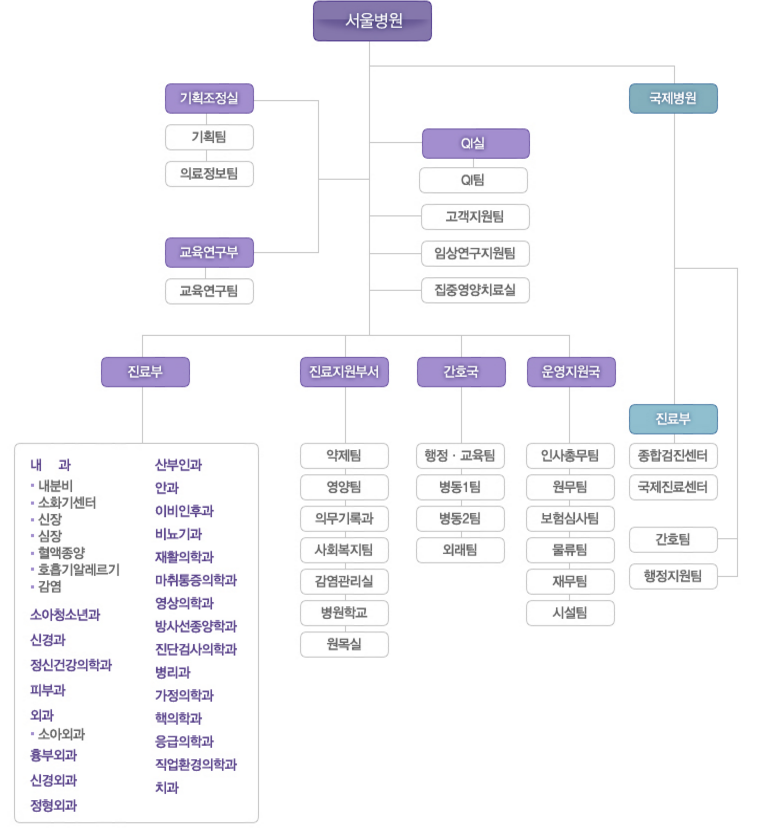 서울병원
기획조정실
기획팀
의료정보팀
교육연구부
교육연구팀
국제병원
QI실
QI팀
고객지원팀
임상연구지원팀
집중영양치료실
진료부
내 과
· 내분비
· 소화기센터
· 신장
· 심장
· 혈액종양
· 호흡기알레르기
· 감염
소아청소년과
신경과
정신건강의학과
피부과
외과
· 소아외과
흉부외과
신경외과
정형외과
산부인과
안과
이비인후과
비뇨기과
재활의학과
마취통증의학과
영상의학과
방사선종양학과
진단검사의학과
병리과
가정의학과
핵의학과
응급의학과
직업환경의학과
치과
진료지원부서
약제팀
영양팀
의무기록과
사회복지팀
감염관리실
병원학교
원목실
간호국
행정 · 교육팀
병동1팀
병동2팀
외래팀
운영지원국
인사총무팀
원무팀
보험심사팀
물류팀
재무팀
시설팀
진료부
종합검진센터
국제진료센터
간호팀
행정지원팀